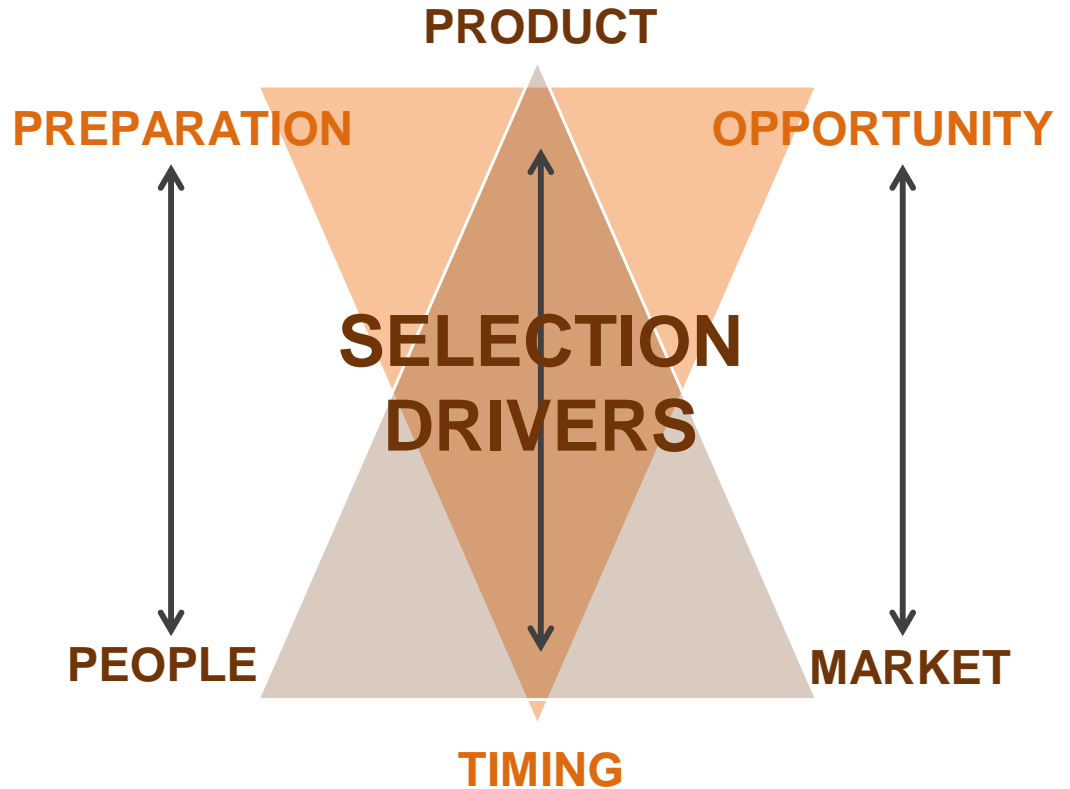 PRODUCT
PREPARATION
OPPORTUNITY
SELECTION
DRIVERS
PEOPLE
MARKET
TIMING